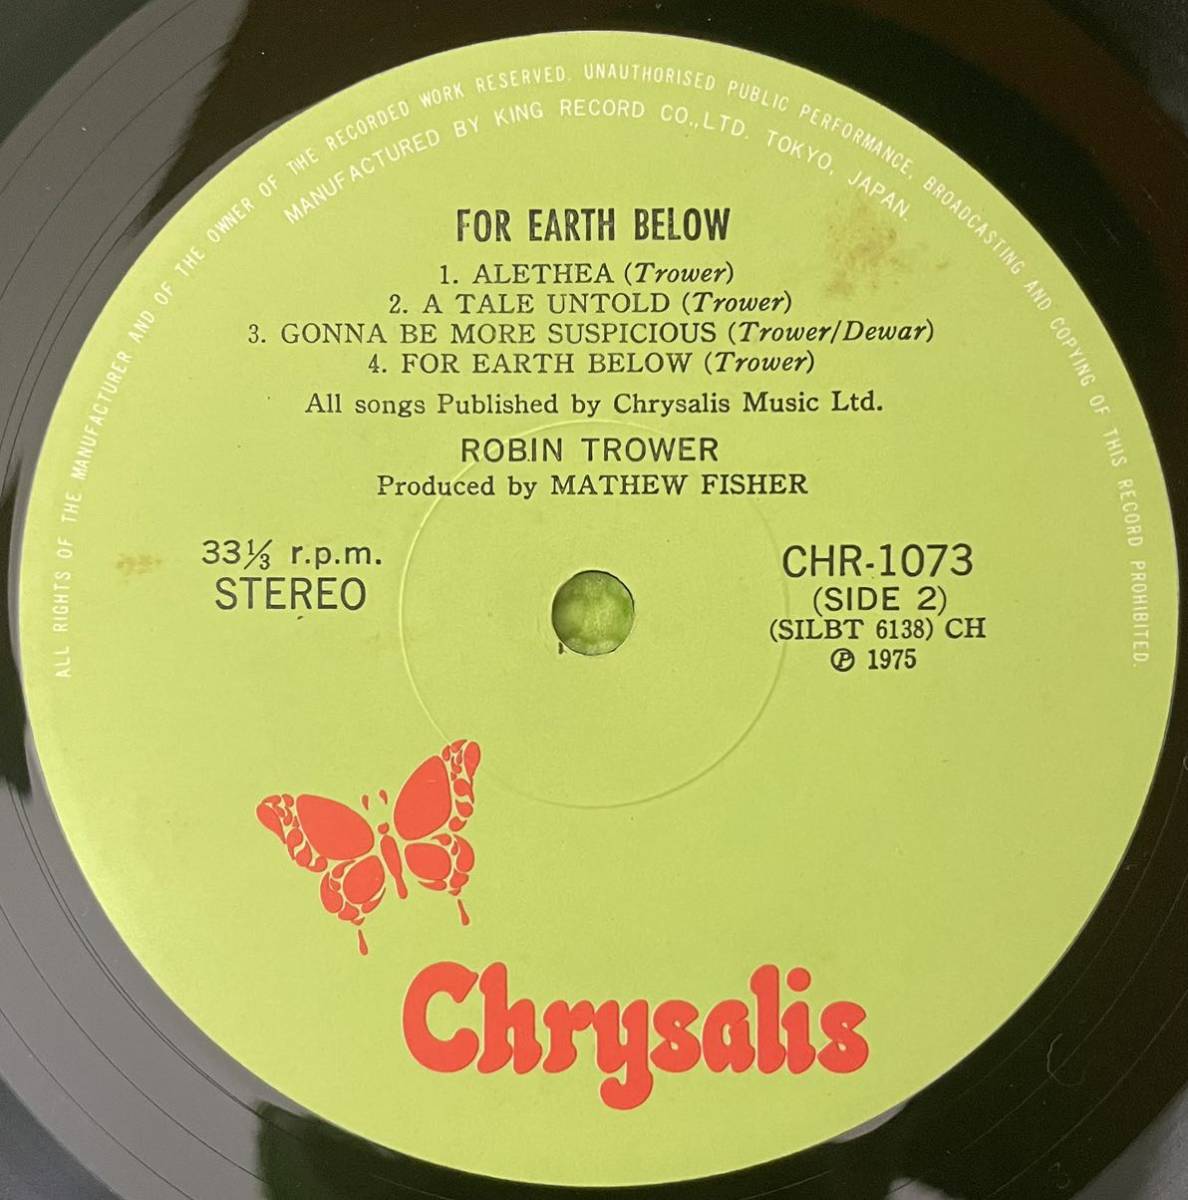 ALL RIGHTS OF THE MANUFACTURER AND OF THE OWNER OF THE RECORDED WORK RESERVED. UNAUTHORISED PUBLIC PERFORMANCE, BROADCASTING AND COPYING OF THIS RECORD PROHIBITED.
MANUFACTURED BY KING RECORD CO.,LTD. TOKYO, JAPAN.
FOR EARTH BELOW
1. ALETHEA (Trower)
2. A TALE UNTOLD (Trower)
3. GONNA BE MORE SUSPICIOUS (Trower/Dewar)
4. FOR EARTH BELOW (Trower)
All songs Published by Chrysalis Music Ltd.
ROBIN TROWER
Produced by MATHEW FISHER
33⅓ r.p.m.
STEREO
CHR-1073
(SIDE 2)
(SILBT 6138) CH
Ⓟ 1975
Chrysalis